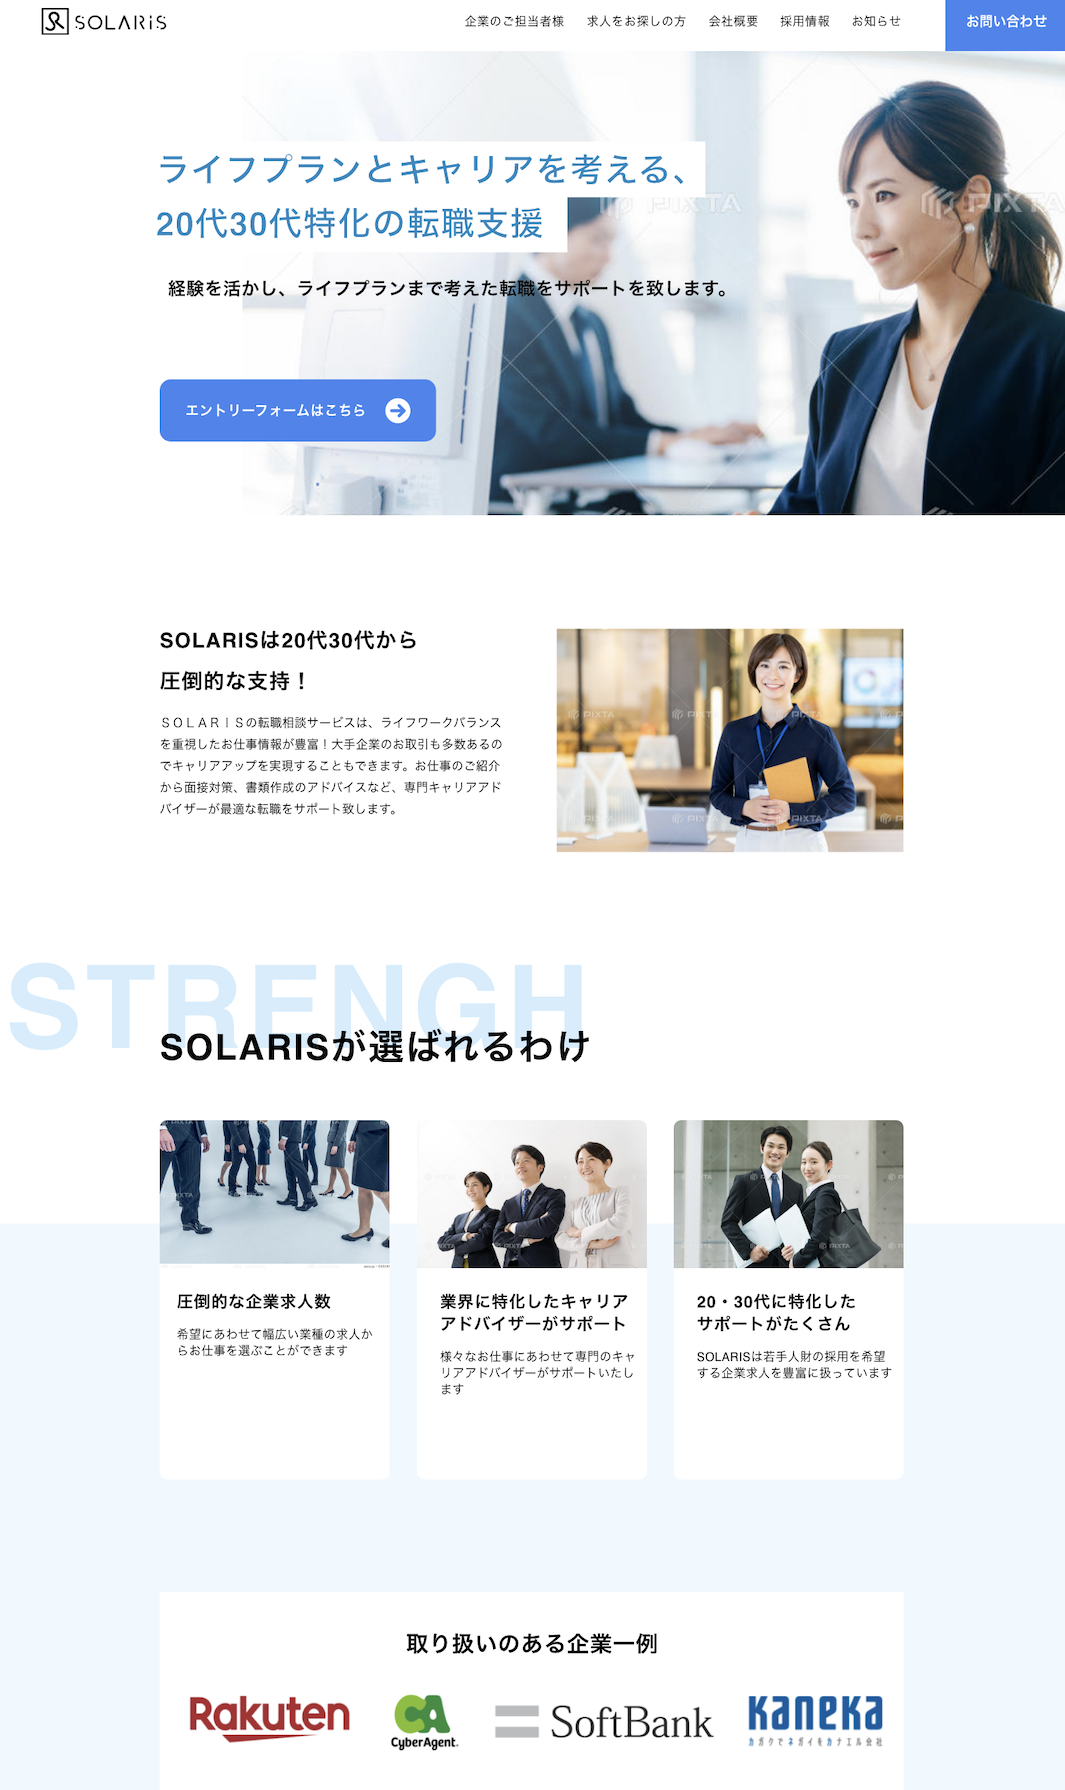 SOLARIS
企業のご担当者様 求人をお探しの方 会社概要 採用情報 お知らせ お問い合わせ
ライフプランとキャリアを考える、
20代30代特化の転職支援
PIXTA PIXTA
経験を活かし、ライフプランまで考えた転職をサポートを致します。
エントリーフォームはこちら
SOLARISは20代30代から
圧倒的な支持！
ＳＯＬＡＲＩＳの転職相談サービスは、ライフワークバランス
を重視したお仕事情報が豊富！大手企業のお取引も多数あるの
でキャリアアップを実現することもできます。お仕事のご紹介
から面接対策、書類作成のアドバイスなど、専門キャリアアド
バイザーが最適な転職をサポート致します。
PIXTA PIXTA PIXTA
PIXTA PIXTA
STRENGH
SOLARISが選ばれるわけ
圧倒的な企業求人数
希望にあわせて幅広い業種の求人か
らお仕事を選ぶことができます
業界に特化したキャリア
アドバイザーがサポート
様々なお仕事にあわせて専門のキャ
リアアドバイザーがサポートいたし
ます
20・30代に特化した
サポートがたくさん
SOLARISは若手人財の採用を希望
する企業求人を豊富に扱っています
取り扱いのある企業一例
Rakuten
CyberAgent.
SoftBank
kaneka
カガクでネガイをカナエル会社